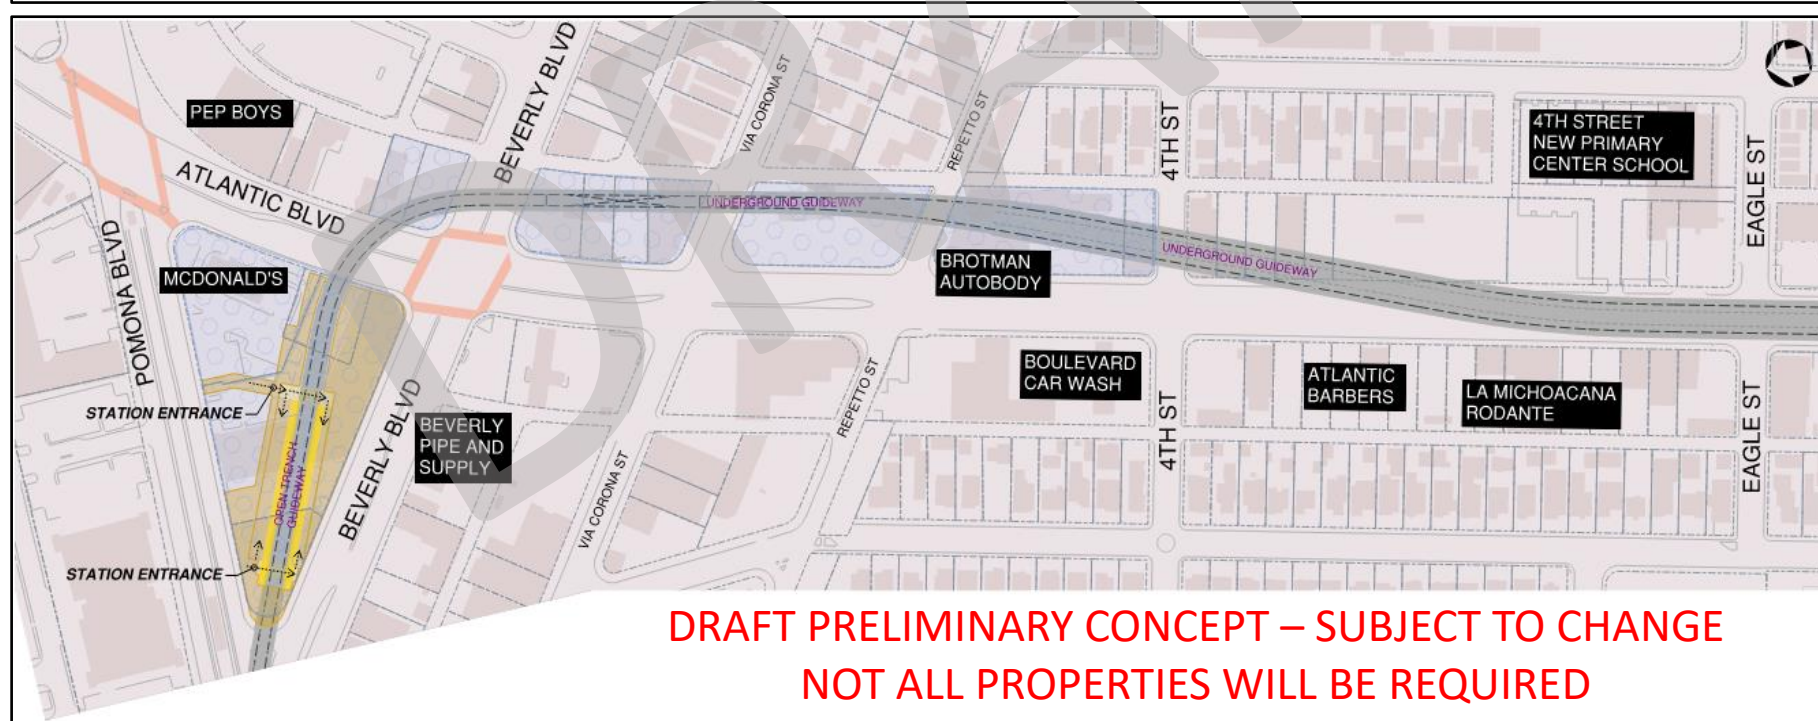 PEP BOYS
BEVERLY BLVD
VIA CORONA ST
REPETTO ST
4TH ST
4TH STREET
NEW PRIMARY
CENTER SCHOOL
EAGLE ST
ATLANTIC BLVD
UNDERGROUND GUIDEWAY
UNDERGROUND GUIDEWAY
POMONA BLVD
MCDONALD'S
BROTMAN
AUTOBODY
STATION ENTRANCE
BEVERLY BLVD
BEVERLY
PIPE AND
SUPPLY
REPETTO ST
BOULEVARD
CAR WASH
4TH ST
ATLANTIC
BARBERS
LA MICHOACANA
RODANTE
EAGLE ST
OPEN TRENCH
GUIDEWAY
VIA CORONA ST
STATION ENTRANCE
DRAFT
DRAFT PRELIMINARY CONCEPT – SUBJECT TO CHANGE
NOT ALL PROPERTIES WILL BE REQUIRED